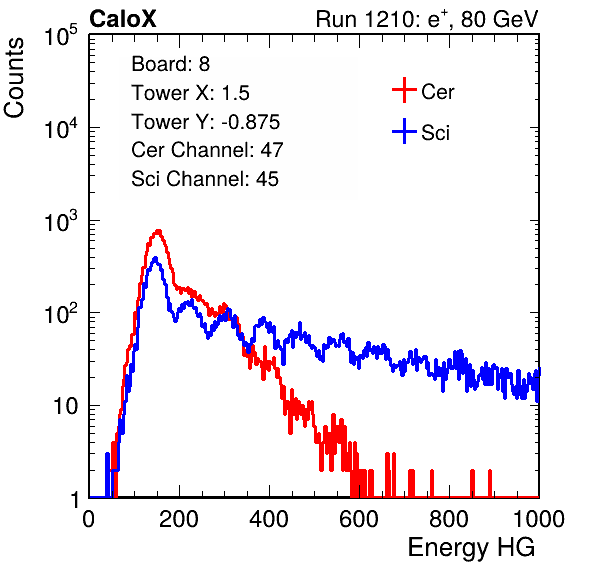 CaloX
Run 1210: e⁺, 80 GeV
Counts
10⁵
10⁴
10³
10²
10
1
Board: 8
Tower X: 1.5
Tower Y: -0.875
Cer Channel: 47
Sci Channel: 45
Cer
Sci
0 200 400 600 800 1000
Energy HG